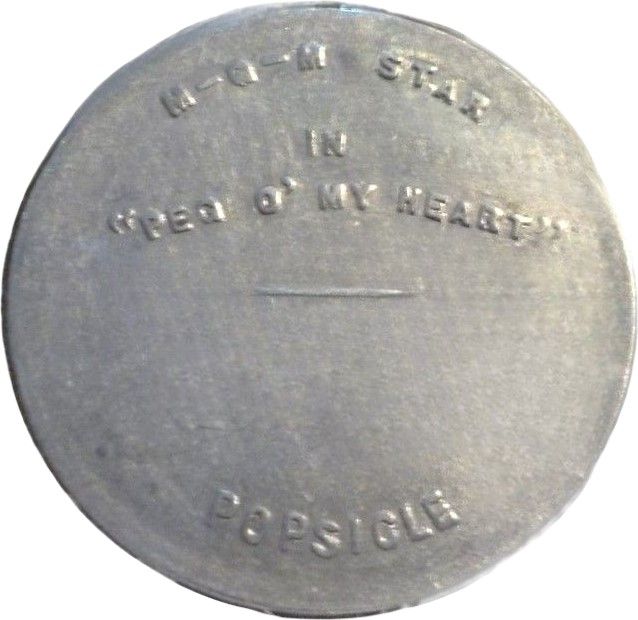 M-G-M STAR
IN
"PEG O' MY HEART"
POPSICLE